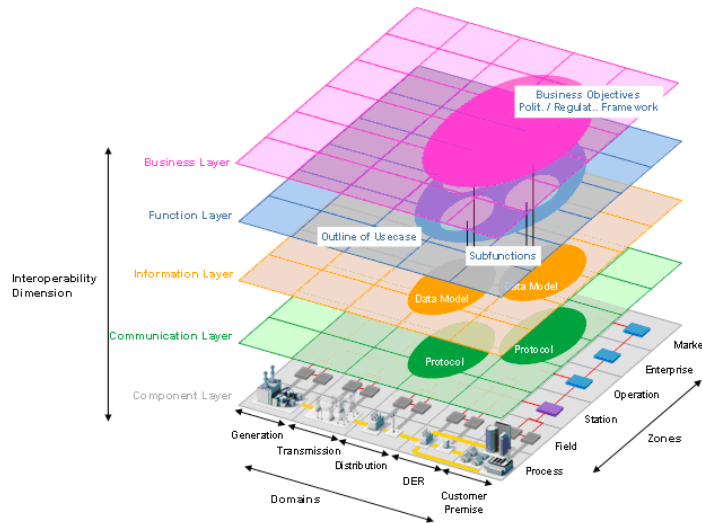 Business Objectives
Polit. / Regulat.. Framework
Business Layer
Function Layer
Outline of Usecase
Subfunctions
Interoperability
Dimension
Information Layer
Data Model
Data Model
Communication Layer
Protocol
Protocol
Component Layer
Marke
Enterprise
Operation
Station
Field
Process
Zones
Generation
Transmission
Distribution
DER
Customer
Premise
Domains